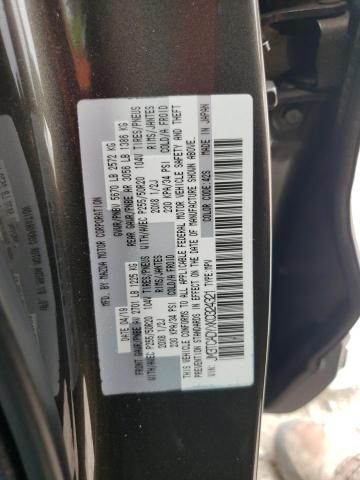 MFD. BY MAZDA MOTOR CORPORATION
DATE 04/19 GVWR/PNBV 5670 LB 2572 KG
FRONT GAWR/PNBE AV 2701 LB 1225 KG REAR GAWR/PNBE AR 3056 LB 1386 KG
WITH/AVEC P255/50R20 104V TIRES/PNEUS WITH/AVEC P255/50R20 104V TIRES/PNEUS
20X8 1/2J RIMS/JANTES 20X8 1/2J RIMS/JANTES
230 KPA/34 PSI COLD/A FROID 230 KPA/34 PSI COLD/A FROID
THIS VEHICLE CONFORMS TO ALL APPLICABLE FEDERAL MOTOR VEHICLE SAFETY AND THEFT
PREVENTION STANDARDS IN EFFECT ON THE DATE OF MANUFACTURE SHOWN ABOVE.
TYPE: MPV COLOR CODE: 42S MADE IN JAPAN